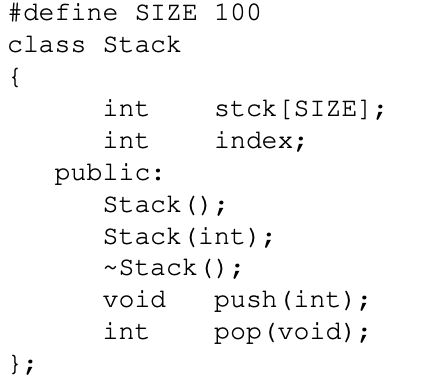 #define SIZE 100
class Stack
{
      int    stck[SIZE];
      int    index;
   public:
      Stack();
      Stack(int);
      ~Stack();
      void   push(int);
      int    pop(void);
};